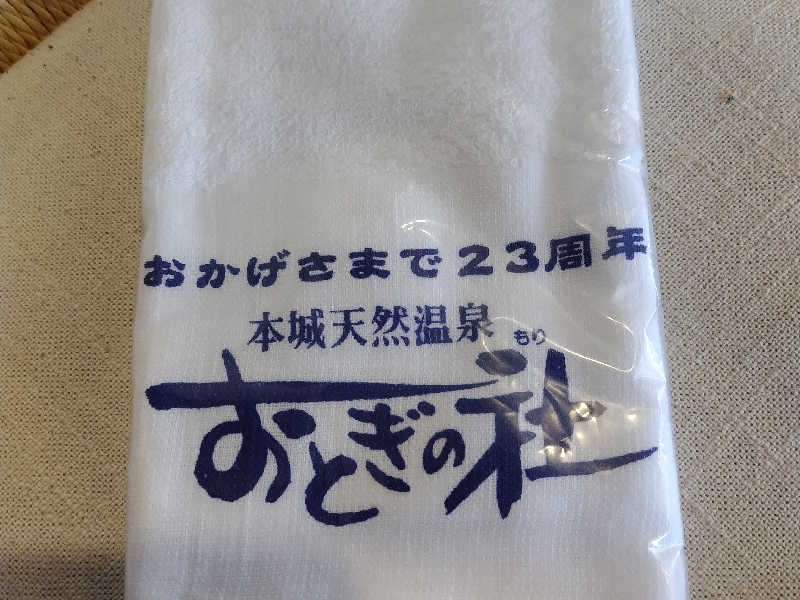 おかげさまで23周年
本城天然温泉
もり
おとぎの社